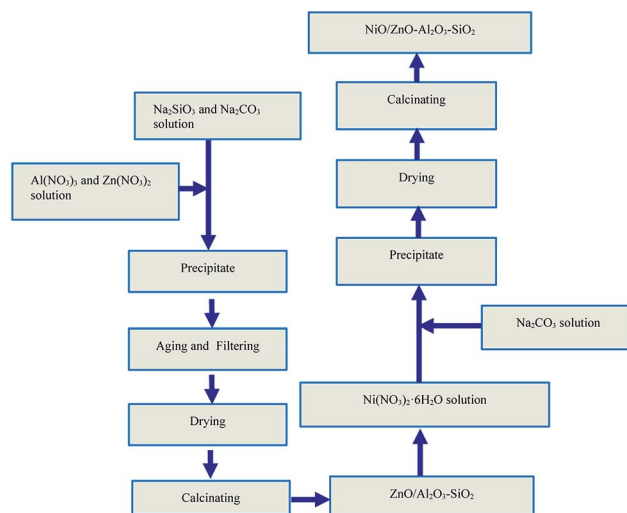 NiO/ZnO-Al₂O₃-SiO₂
Na₂SiO₃ and Na₂CO₃
solution
Calcinating
Al(NO₃)₃ and Zn(NO₃)₂
solution
Drying
Precipitate
Precipitate
Aging and Filtering
Na₂CO₃ solution
Drying
Ni(NO₃)₂·6H₂O solution
Calcinating
ZnO/Al₂O₃-SiO₂